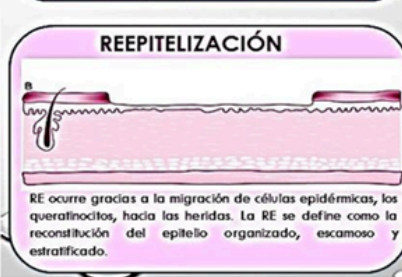 REEPITELIZACIÓN
B
RE ocurre gracias a la migración de células epidérmicas, los
queratinocitos, hacia las heridas. La RE se define como la
reconstitución del epitelio organizado, escamoso y
estratificado.